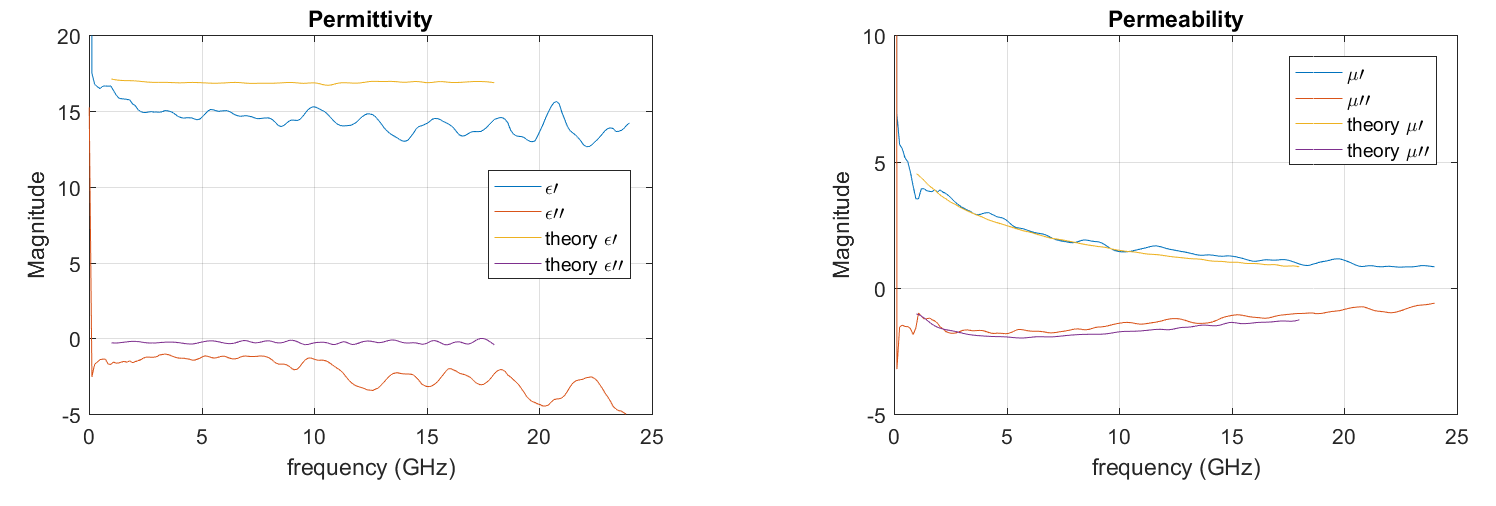 Permittivity
20
15
10
5
0
-5
Magnitude
ϵ′
ϵ′′
theory ϵ′
theory ϵ′′
0 5 10 15 20 25
frequency (GHz)
Permeability
10
5
0
-5
Magnitude
μ′
μ′′
theory μ′
theory μ′′
0 5 10 15 20 25
frequency (GHz)